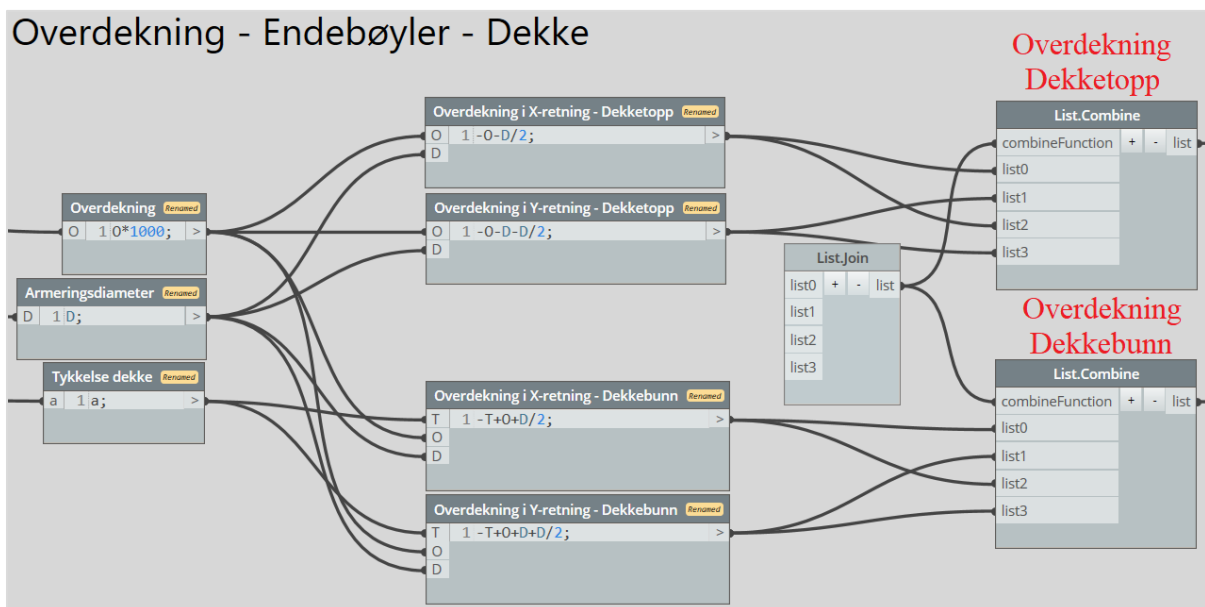 Overdekning - Endebøyler - Dekke
Overdekning
Dekketopp
Overdekning i X-retning - Dekketopp Renamed
O 1 -O-D/2; >
D
List.Combine
combineFunction + - list
list0
list1
list2
list3
Overdekning Renamed
O 1 O*1000; >
Overdekning i Y-retning - Dekketopp Renamed
O 1 -O-D-D/2; >
D
List.Join
list0 + - list
list1
list2
list3
Armeringsdiameter Renamed
D 1 D; >
Overdekning
Dekkebunn
Tykkelse dekke Renamed
a 1 a; >
Overdekning i X-retning - Dekkebunn Renamed
T 1 -T+O+D/2; >
O
D
List.Combine
combineFunction + - list
list0
list1
list2
list3
Overdekning i Y-retning - Dekkebunn Renamed
T 1 -T+O+D+D/2; >
O
D